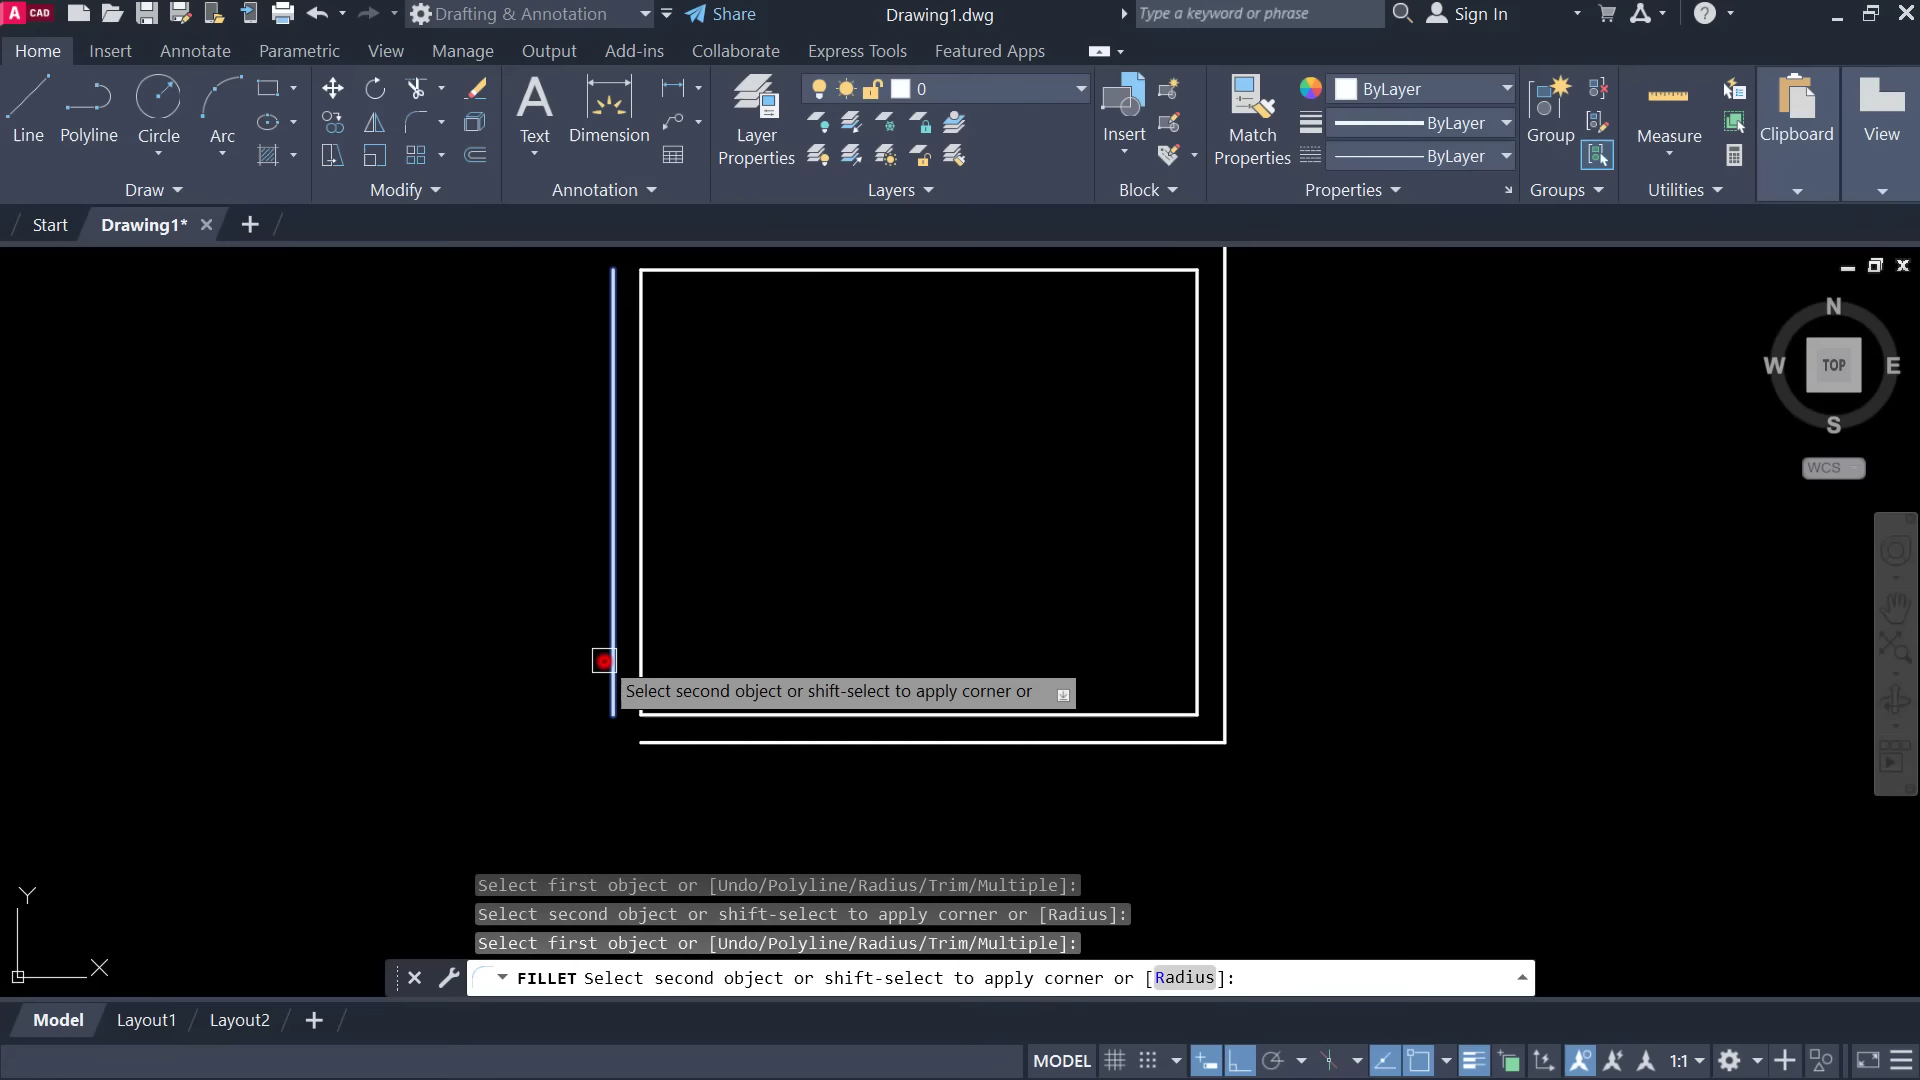 A CAD
Drafting & Annotation
Share
Drawing1.dwg
Type a keyword or phrase
Sign In
Home Insert Annotate Parametric View Manage Output Add-ins Collaborate Express Tools Featured Apps
Line Polyline Circle Arc
Text Dimension
Layer Properties
0
Insert
Match Properties
ByLayer
ByLayer
ByLayer
Group
Measure
Clipboard
View
Draw Modify Annotation Layers Block Properties Groups Utilities
Start Drawing1*
N
W TOP E
S
WCS
Select second object or shift-select to apply corner or
Y
X
Select first object or [Undo/Polyline/Radius/Trim/Multiple]:
Select second object or shift-select to apply corner or [Radius]:
Select first object or [Undo/Polyline/Radius/Trim/Multiple]:
FILLET Select second object or shift-select to apply corner or [Radius]:
Model Layout1 Layout2
MODEL 1:1